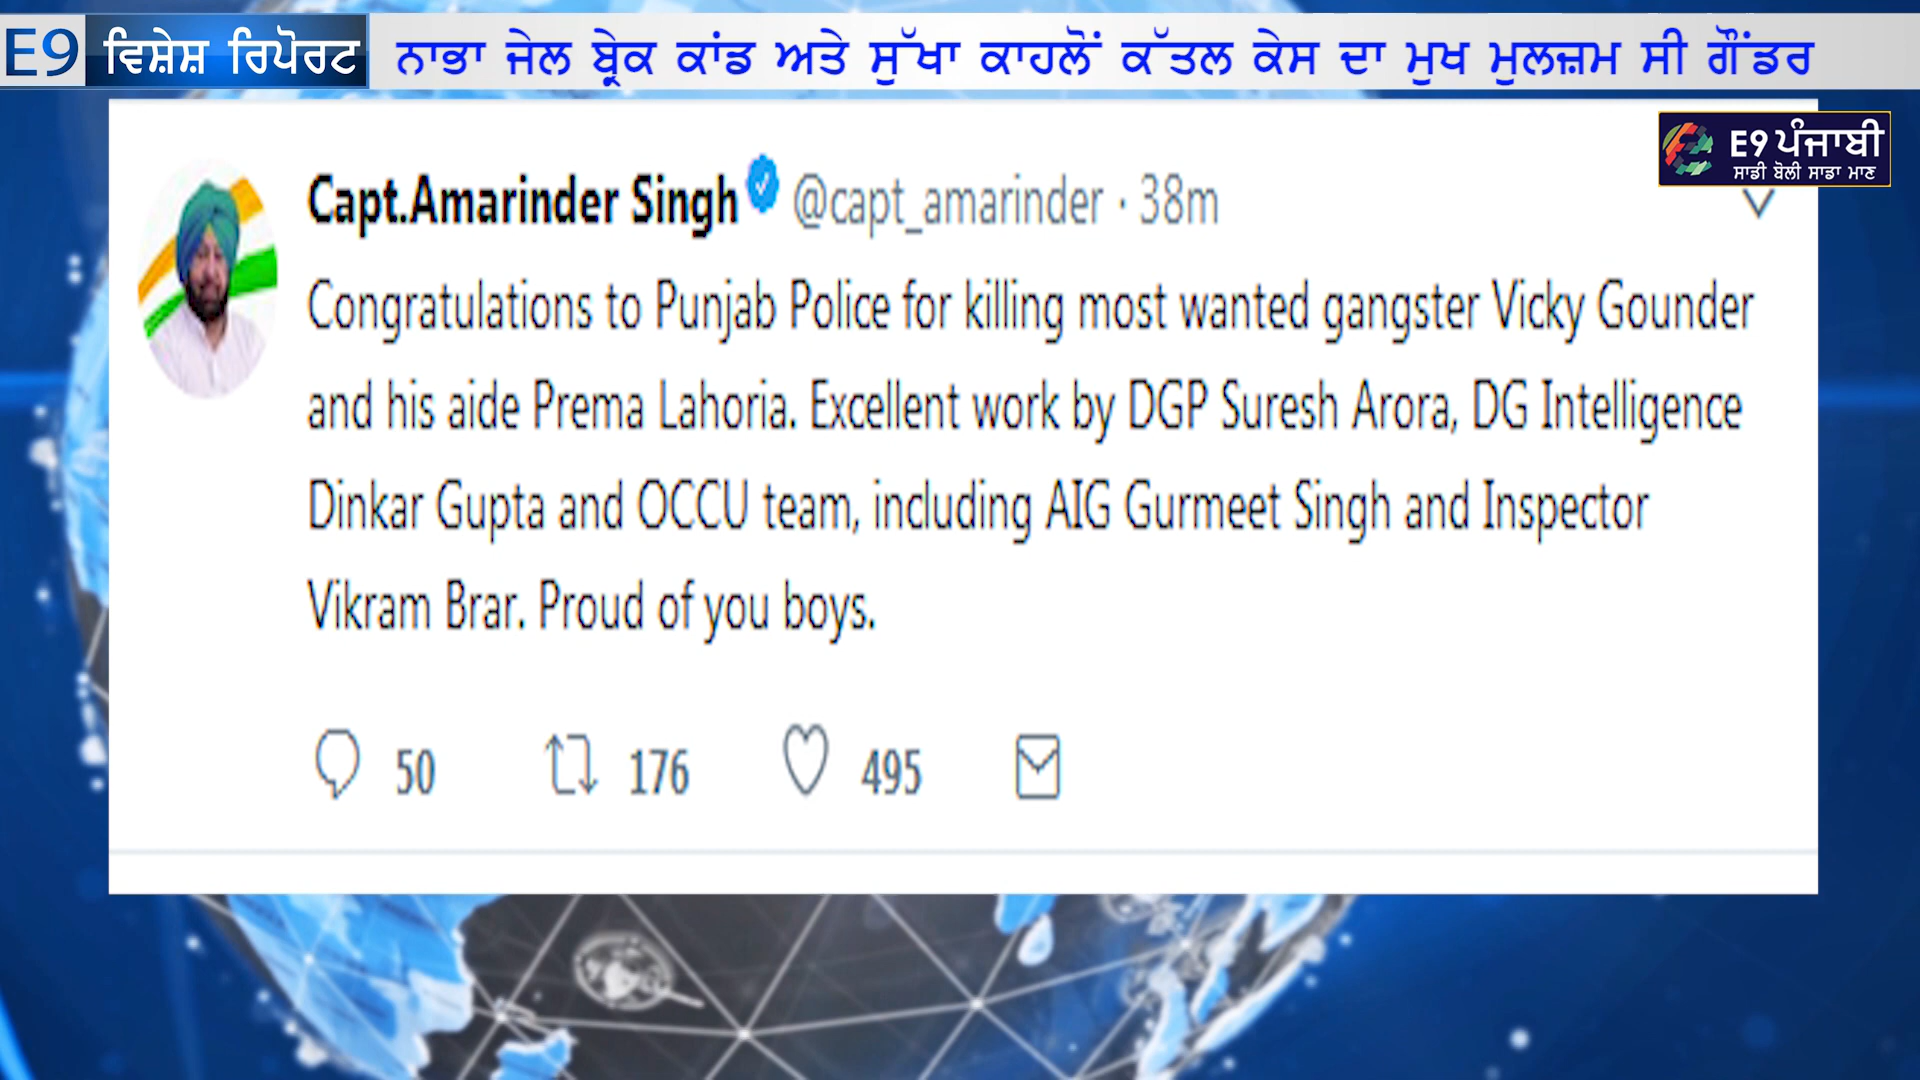 E9 ਵਿਸ਼ੇਸ਼ ਰਿਪੋਰਟ ਨਾਭਾ ਜੇਲ ਬ੍ਰੇਕ ਕਾਂਡ ਅਤੇ ਸੁੱਖਾ ਕਾਹਲੋਂ ਕੱਤਲ ਕੇਸ ਦਾ ਮੁਖ ਮੁਲਜ਼ਮ ਸੀ ਗੌਂਡਰ
E9 ਪੰਜਾਬੀ
ਸਾਡੀ ਬੋਲੀ ਸਾਡਾ ਮਾਣ
Capt.Amarinder Singh @capt_amarinder · 38m
Congratulations to Punjab Police for killing most wanted gangster Vicky Gounder
and his aide Prema Lahoria. Excellent work by DGP Suresh Arora, DG Intelligence
Dinkar Gupta and OCCU team, including AIG Gurmeet Singh and Inspector
Vikram Brar. Proud of you boys.
50 176 495